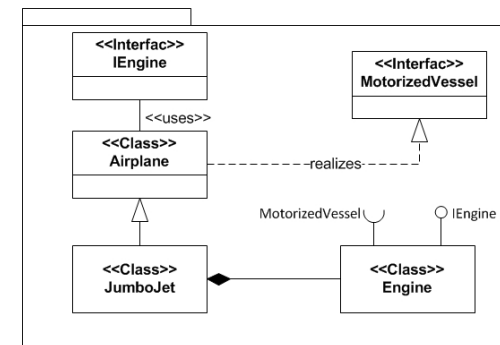 <<Interfac>>
IEngine
<<Interfac>>
MotorizedVessel
<<uses>>
<<Class>>
Airplane
realizes
MotorizedVessel
IEngine
<<Class>>
JumboJet
<<Class>>
Engine